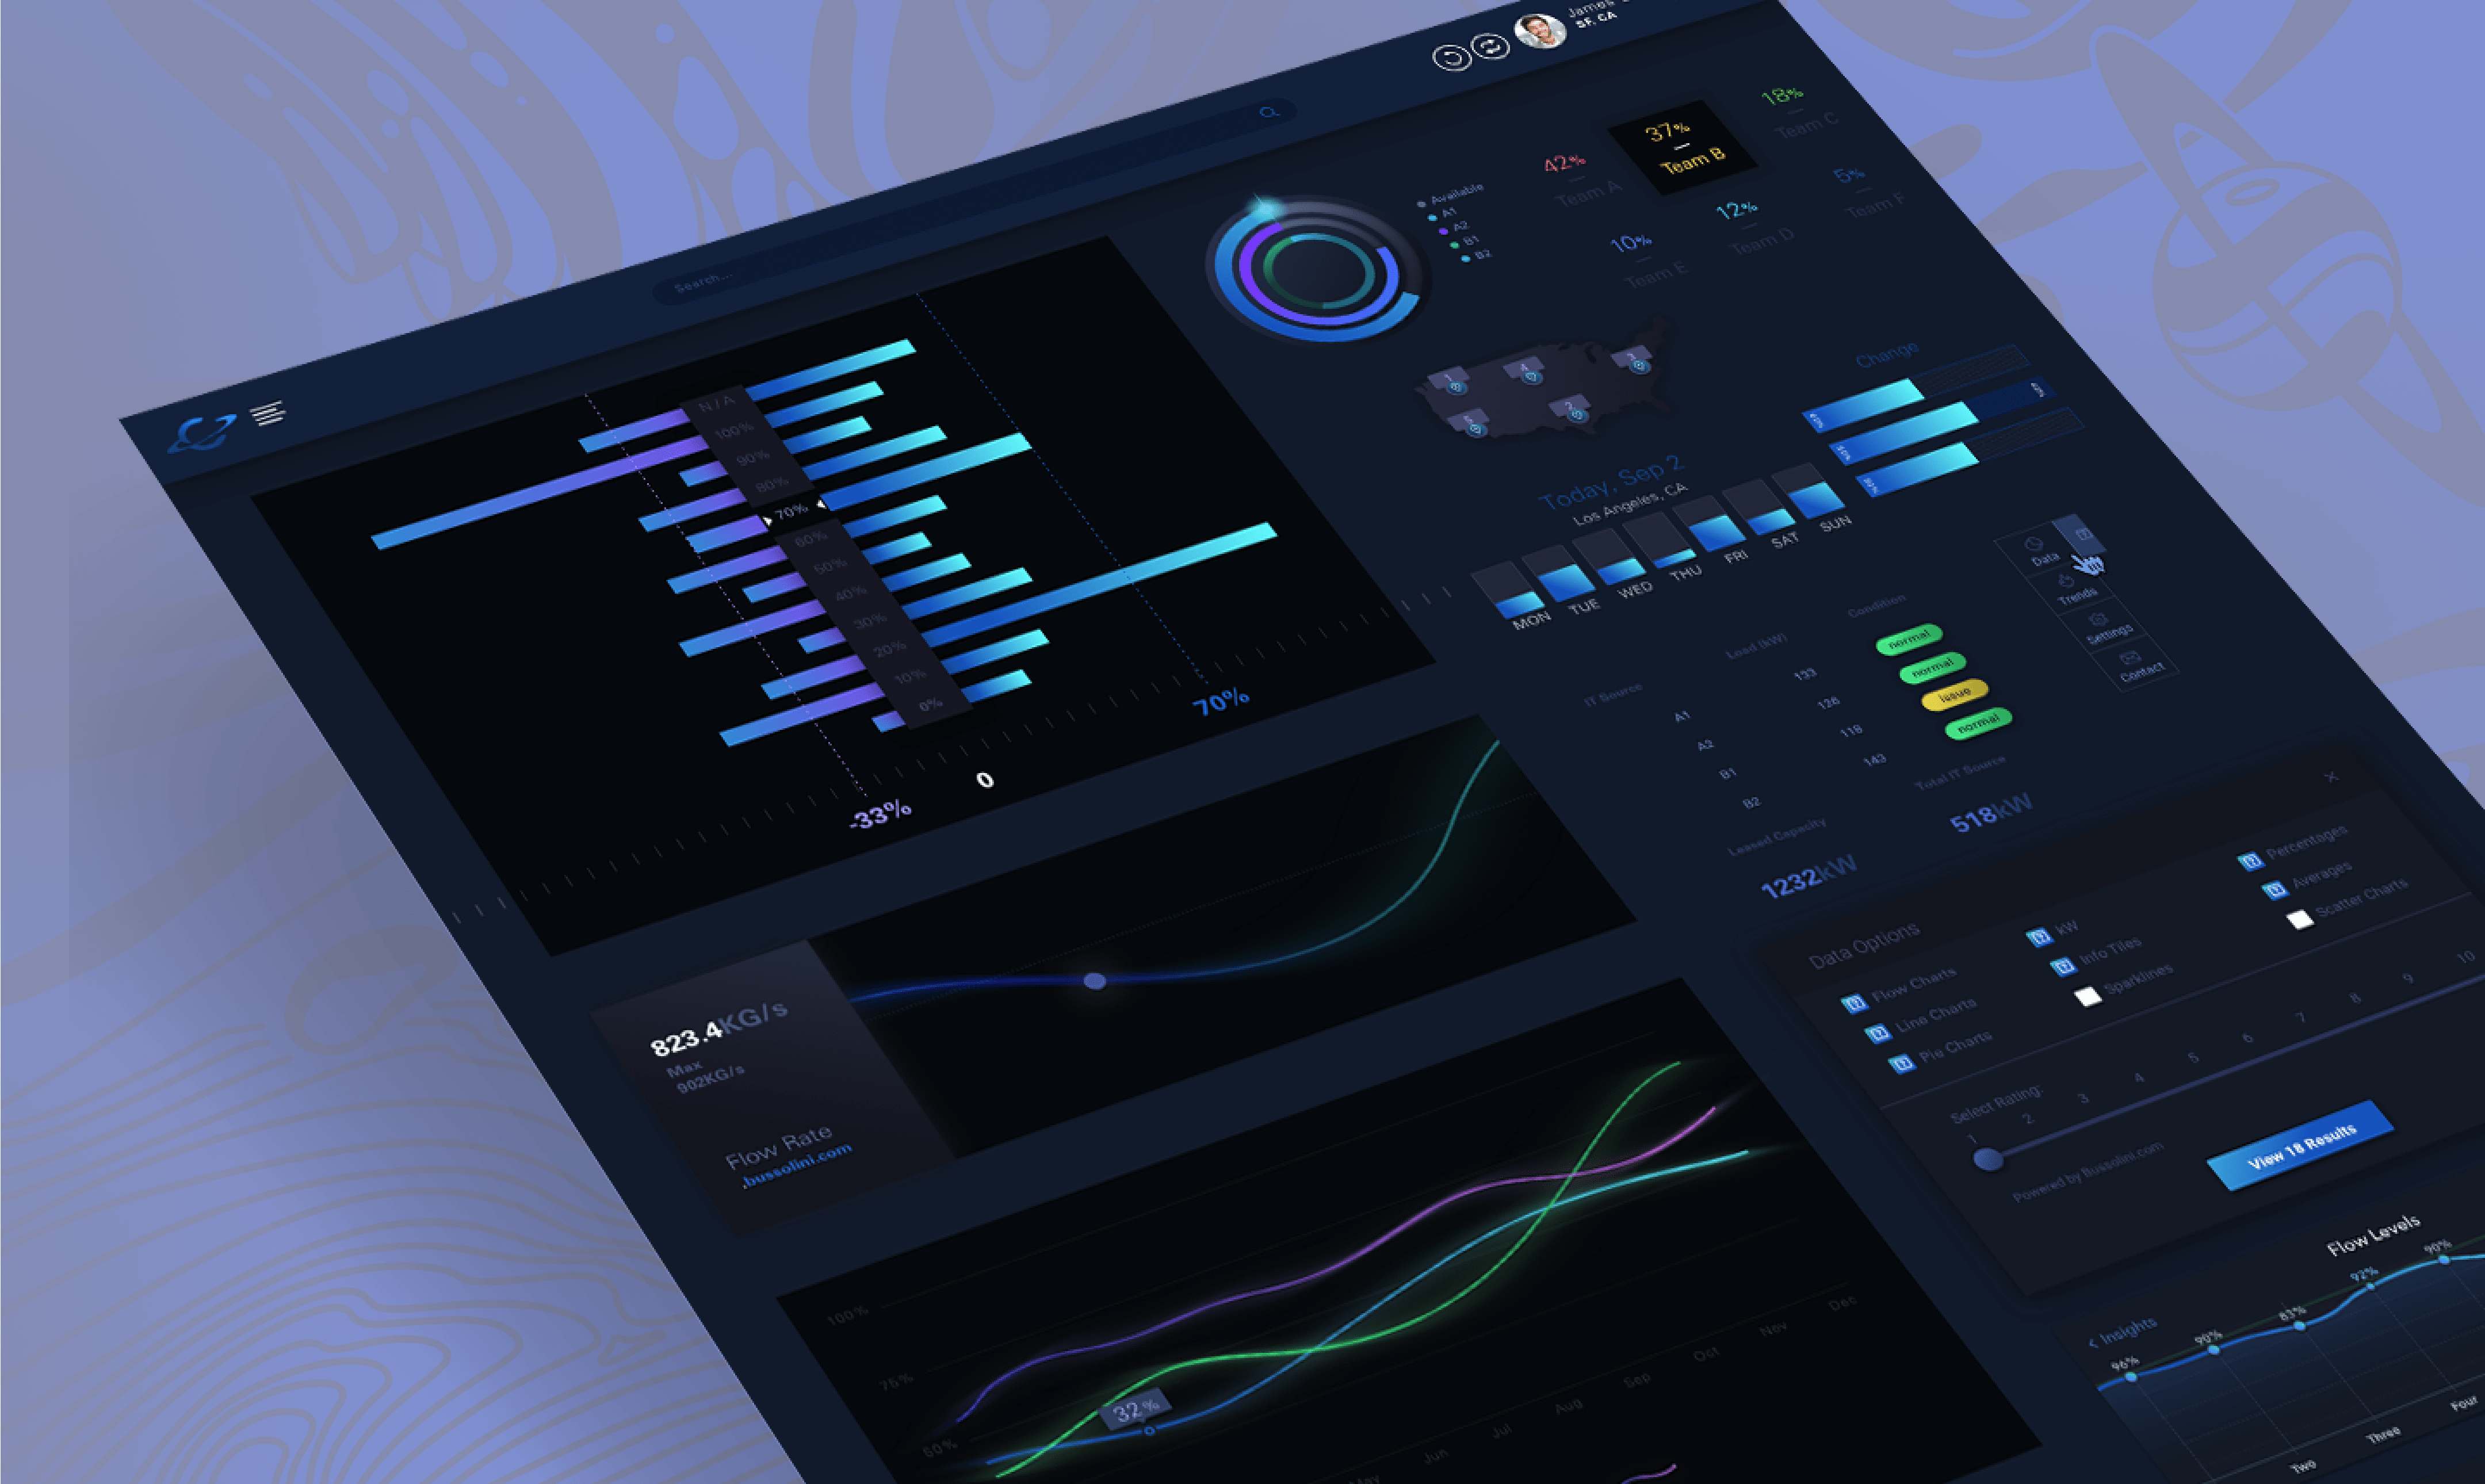 James
SF, CA
Search...
Available
A1
A2
B1
B2
42%
Team A
37%
Team B
18%
Team C
10%
Team E
12%
Team D
5%
Team F
N/A
100%
90%
80%
70%
60%
50%
40%
30%
20%
10%
0%
-33%
0
70%
1
4
3
5
2
Change
Today, Sep 2
Los Angeles, CA
MON
TUE
WED
THU
FRI
SAT
SUN
Data
Trends
Settings
Contact
IT Source
Load (kW)
Condition
A1
133
normal
A2
126
normal
B1
118
issue
B2
143
normal
Leased Capacity
1232kW
Total IT Source
518kW
823.4KG/s
Max
902KG/s
Flow Rate
.bussolini.com
Data Options
Flow Charts
Line Charts
Pie Charts
kW
Info Tiles
Sparklines
Percentages
Averages
Scatter Charts
Select Rating:
1
2
3
4
5
6
7
8
9
10
Powered by Bussolini.com
View 18 Results
100%
75%
50%
32%
May
Jun
Jul
Aug
Sep
Oct
Nov
Dec
Flow Levels
< Insights
96%
90%
83%
92%
90%
Two
Three
Four